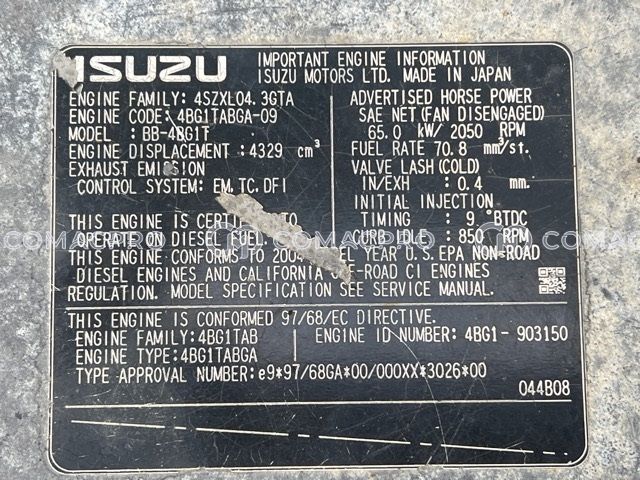 ISUZU
IMPORTANT ENGINE INFORMATION
ISUZU MOTORS LTD. MADE IN JAPAN
ENGINE FAMILY: 4SZXL04.3GTA
ENGINE CODE: 4BG1TABGA-09
MODEL : BB-4BG1T
ENGINE DISPLACEMENT: 4329 cm³
EXHAUST EMISSION
CONTROL SYSTEM: EM, TC, DFI
ADVERTISED HORSE POWER
SAE NET (FAN DISENGAGED)
65.0 kW/ 2050 RPM
FUEL RATE 70.8 mm³/st.
VALVE LASH (COLD)
IN/EXH : 0.4 mm.
INITIAL INJECTION
TIMING : 9 °BTDC
CURB IDLE : 850 RPM
THIS ENGINE IS TO
OPERATE ON DIESEL FUEL.
THIS ENGINE CONFORMS TO 2004 YEAR U.S. EPA NON-ROAD
DIESEL ENGINES AND CALIFORNIA OFF-ROAD CI ENGINES
REGULATION. MODEL SPECIFICATION SEE SERVICE MANUAL.
THIS ENGINE IS CONFORMED 97/68/EC DIRECTIVE.
ENGINE FAMILY: 4BG1TAB ENGINE ID NUMBER: 4BG1- 903150
ENGINE TYPE: 4BG1TABGA
TYPE APPROVAL NUMBER: e9*97/68GA*00/000XX*3026*00
044B08